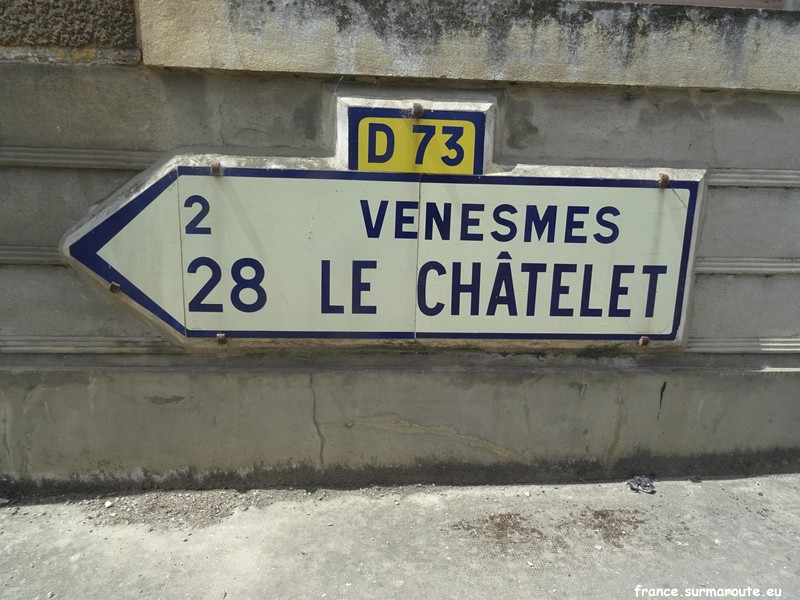 D 73
2 VENESMES
28 LE CHÂTELET
france.surmaroute.eu